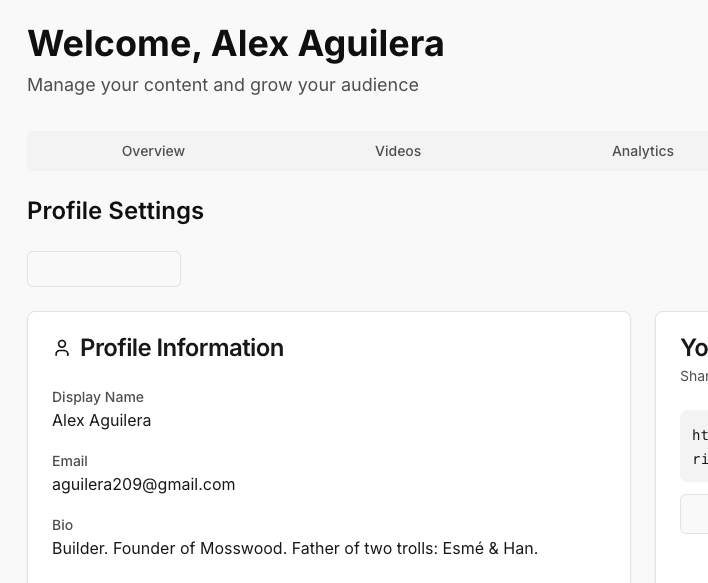 Welcome, Alex Aguilera
Manage your content and grow your audience
Overview Videos Analytics
Profile Settings
Profile Information
Display Name
Alex Aguilera
Email
aguilera209@gmail.com
Bio
Builder. Founder of Mosswood. Father of two trolls: Esmé & Han.
Yo
Shar
ht
ri